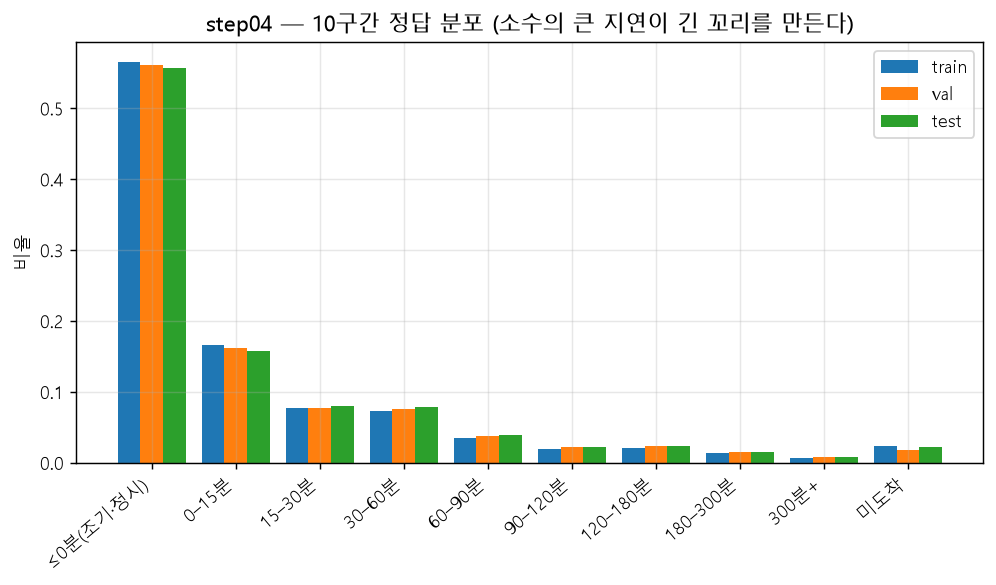 step04 — 10구간 정답 분포 (소수의 큰 지연이 긴 꼬리를 만든다)
train
val
test
비율
0.5
0.4
0.3
0.2
0.1
0.0
≤0분(조기·정시)
0–15분
15–30분
30–60분
60–90분
90–120분
120–180분
180–300분
300분+
미도착